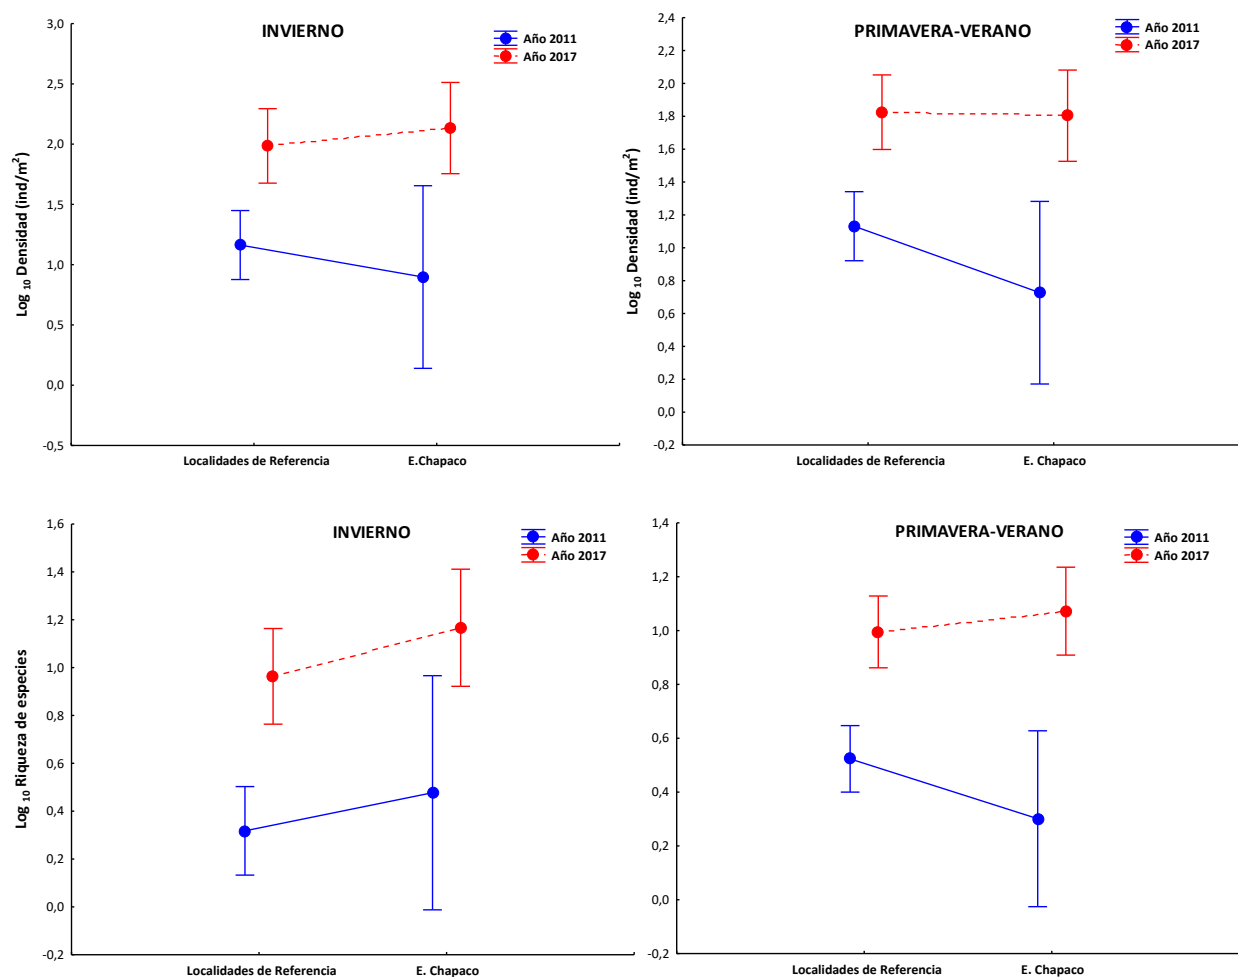 INVIERNO
Año 2011
Año 2017
3,0
2,5
2,0
1,5
1,0
0,5
0,0
-0,5
Log 10 Densidad (ind/m²)
Localidades de Referencia
E.Chapaco
PRIMAVERA-VERANO
Año 2011
Año 2017
2,4
2,2
2,0
1,8
1,6
1,4
1,2
1,0
0,8
0,6
0,4
0,2
0,0
-0,2
Log 10 Densidad (ind/m²)
Localidades de Referencia
E. Chapaco
INVIERNO
Año 2011
Año 2017
1,6
1,4
1,2
1,0
0,8
0,6
0,4
0,2
0,0
-0,2
Log 10 Riqueza de especies
Localidades de Referencia
E. Chapaco
PRIMAVERA-VERANO
Año 2011
Año 2017
1,4
1,2
1,0
0,8
0,6
0,4
0,2
0,0
-0,2
Localidades de Referencia
E. Chapaco